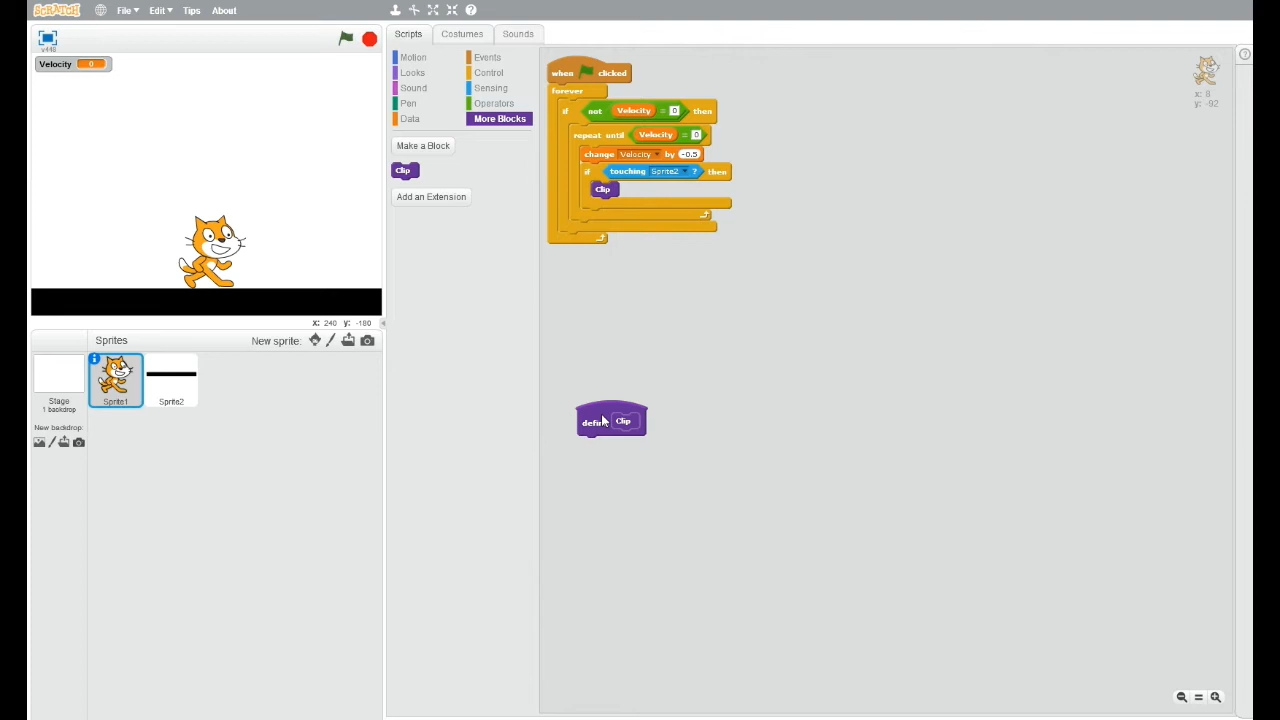 SCRATCH File Edit Tips About
v448
Velocity 0
X: 240 y: -180
Sprites New sprite:
Stage
1 backdrop
New backdrop:
Sprite1
Sprite2
Scripts Costumes Sounds
Motion Events
Looks Control
Sound Sensing
Pen Operators
Data More Blocks
Make a Block
Clip
Add an Extension
when clicked
forever
if not Velocity = 0 then
repeat until Velocity = 0
change Velocity by -0.5
if touching Sprite2 ? then
Clip
define Clip
x: 8
y: -92